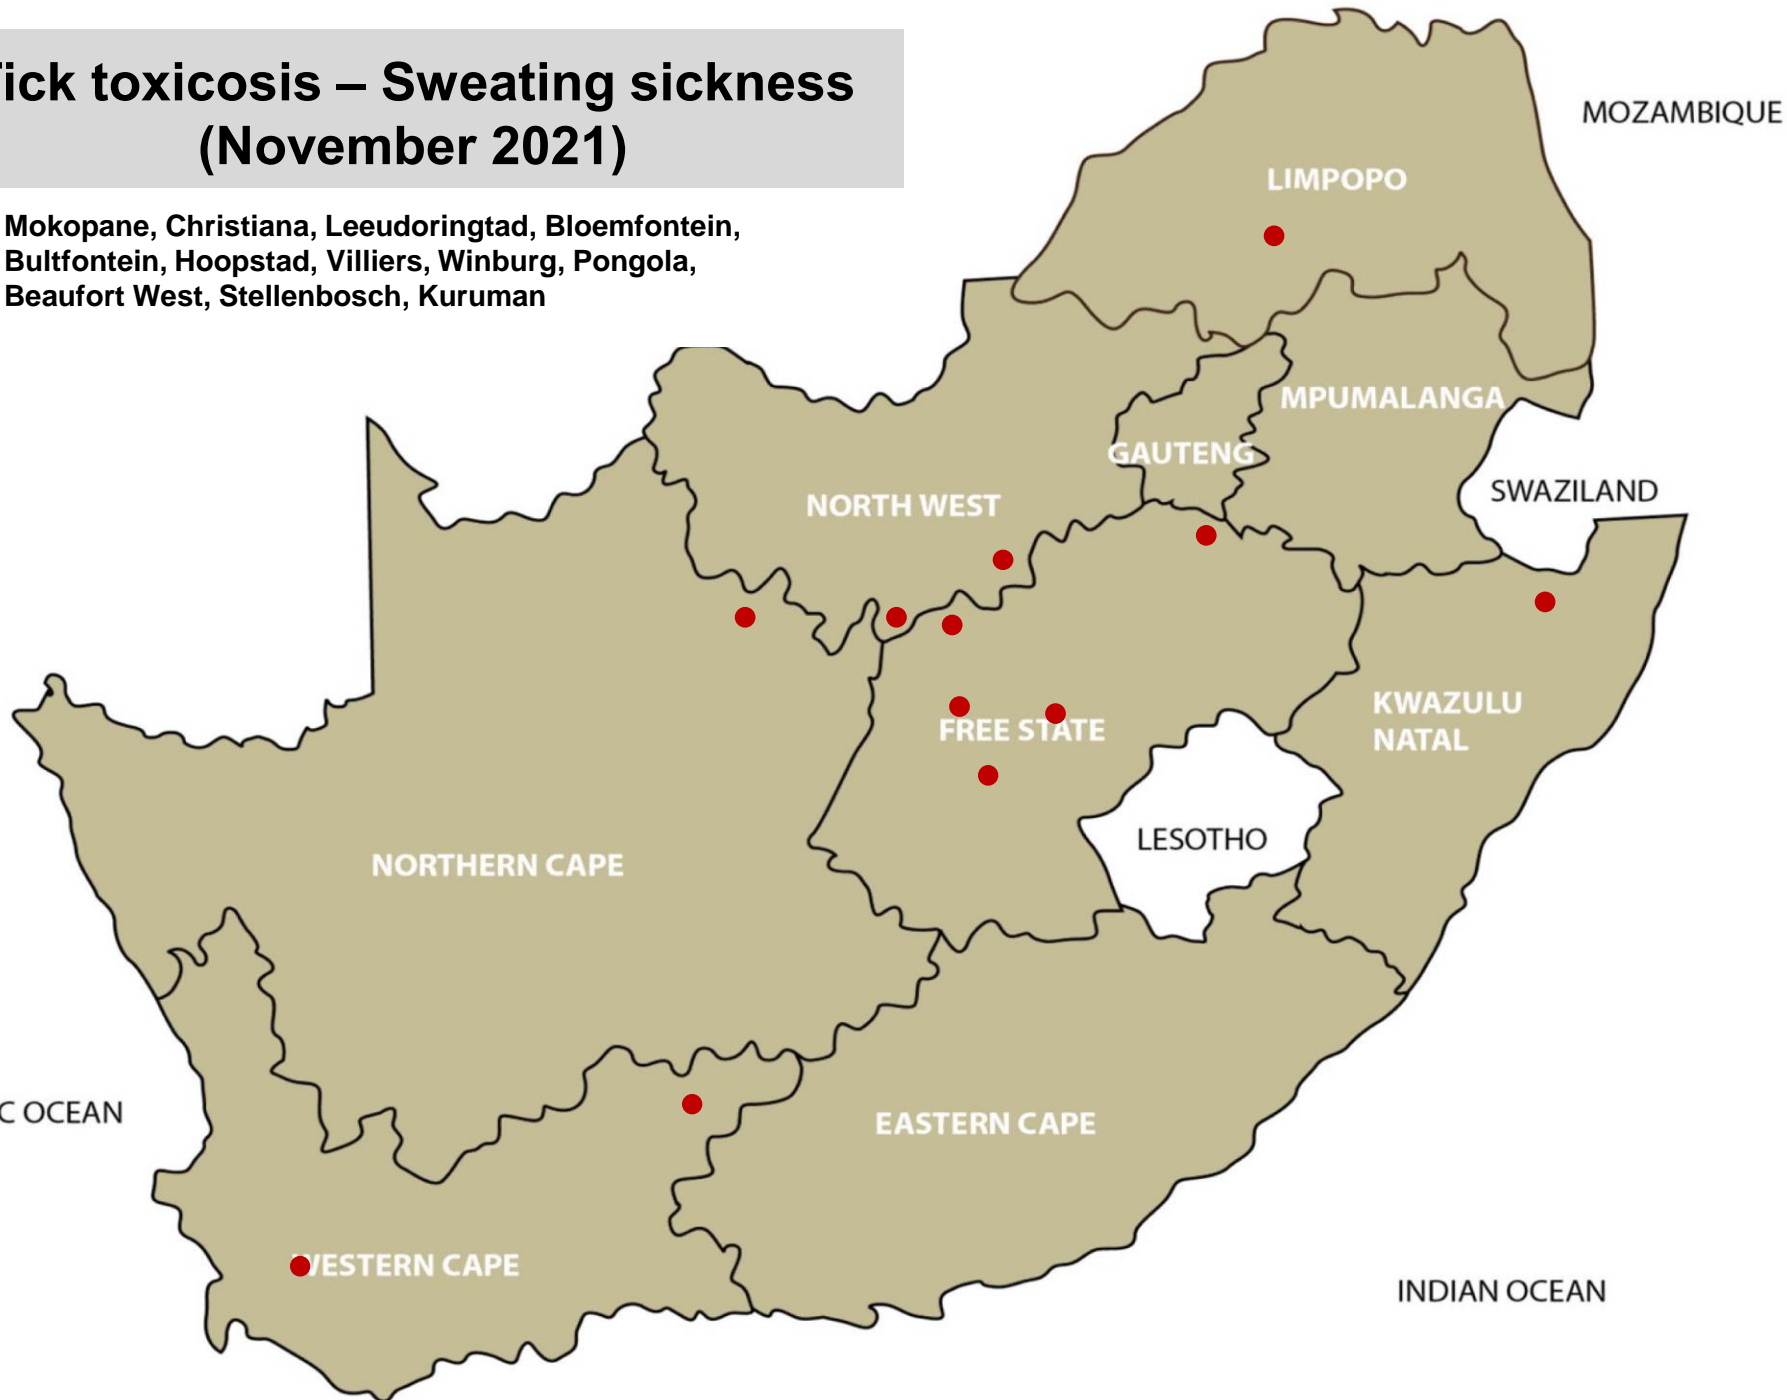 ick toxicosis – Sweating sickness
(November 2021)
Mokopane, Christiana, Leeudoringtad, Bloemfontein,
Bultfontein, Hoopstad, Villiers, Winburg, Pongola,
Beaufort West, Stellenbosch, Kuruman
MOZAMBIQUE
LIMPOPO
MPUMALANGA
GAUTENG
SWAZILAND
NORTH WEST
KWAZULU
NATAL
FREE STATE
LESOTHO
NORTHERN CAPE
C OCEAN
EASTERN CAPE
WESTERN CAPE
INDIAN OCEAN